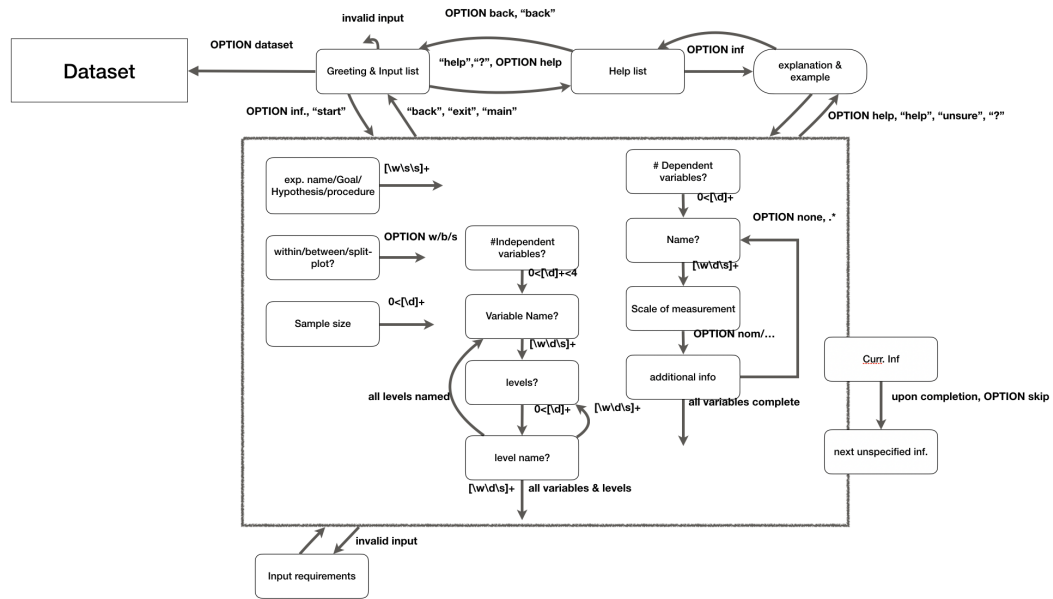 invalid input
OPTION back, “back”
OPTION dataset
Dataset
Greeting & Input list
“help”,“?”, OPTION help
Help list
OPTION inf
explanation &
example
OPTION inf., “start”
“back”, “exit”, “main”
OPTION help, “help”, “unsure”, “?”
exp. name/Goal/
Hypothesis/procedure
[\w\s\s]+
# Dependent
variables?
0<[\d]+
OPTION none, .*
within/between/split-
plot?
OPTION w/b/s
#Independent
variables?
0<[\d]+<4
Name?
[\w\d\s]+
Sample size
0<[\d]+
Variable Name?
[\w\d\s]+
Scale of measurement
OPTION nom/…
levels?
0<[\d]+
all levels named
[\w\d\s]+
additional info
all variables complete
Curr. Inf
upon completion, OPTION skip
level name?
next unspecified inf.
[\w\d\s]+
all variables & levels
invalid input
Input requirements